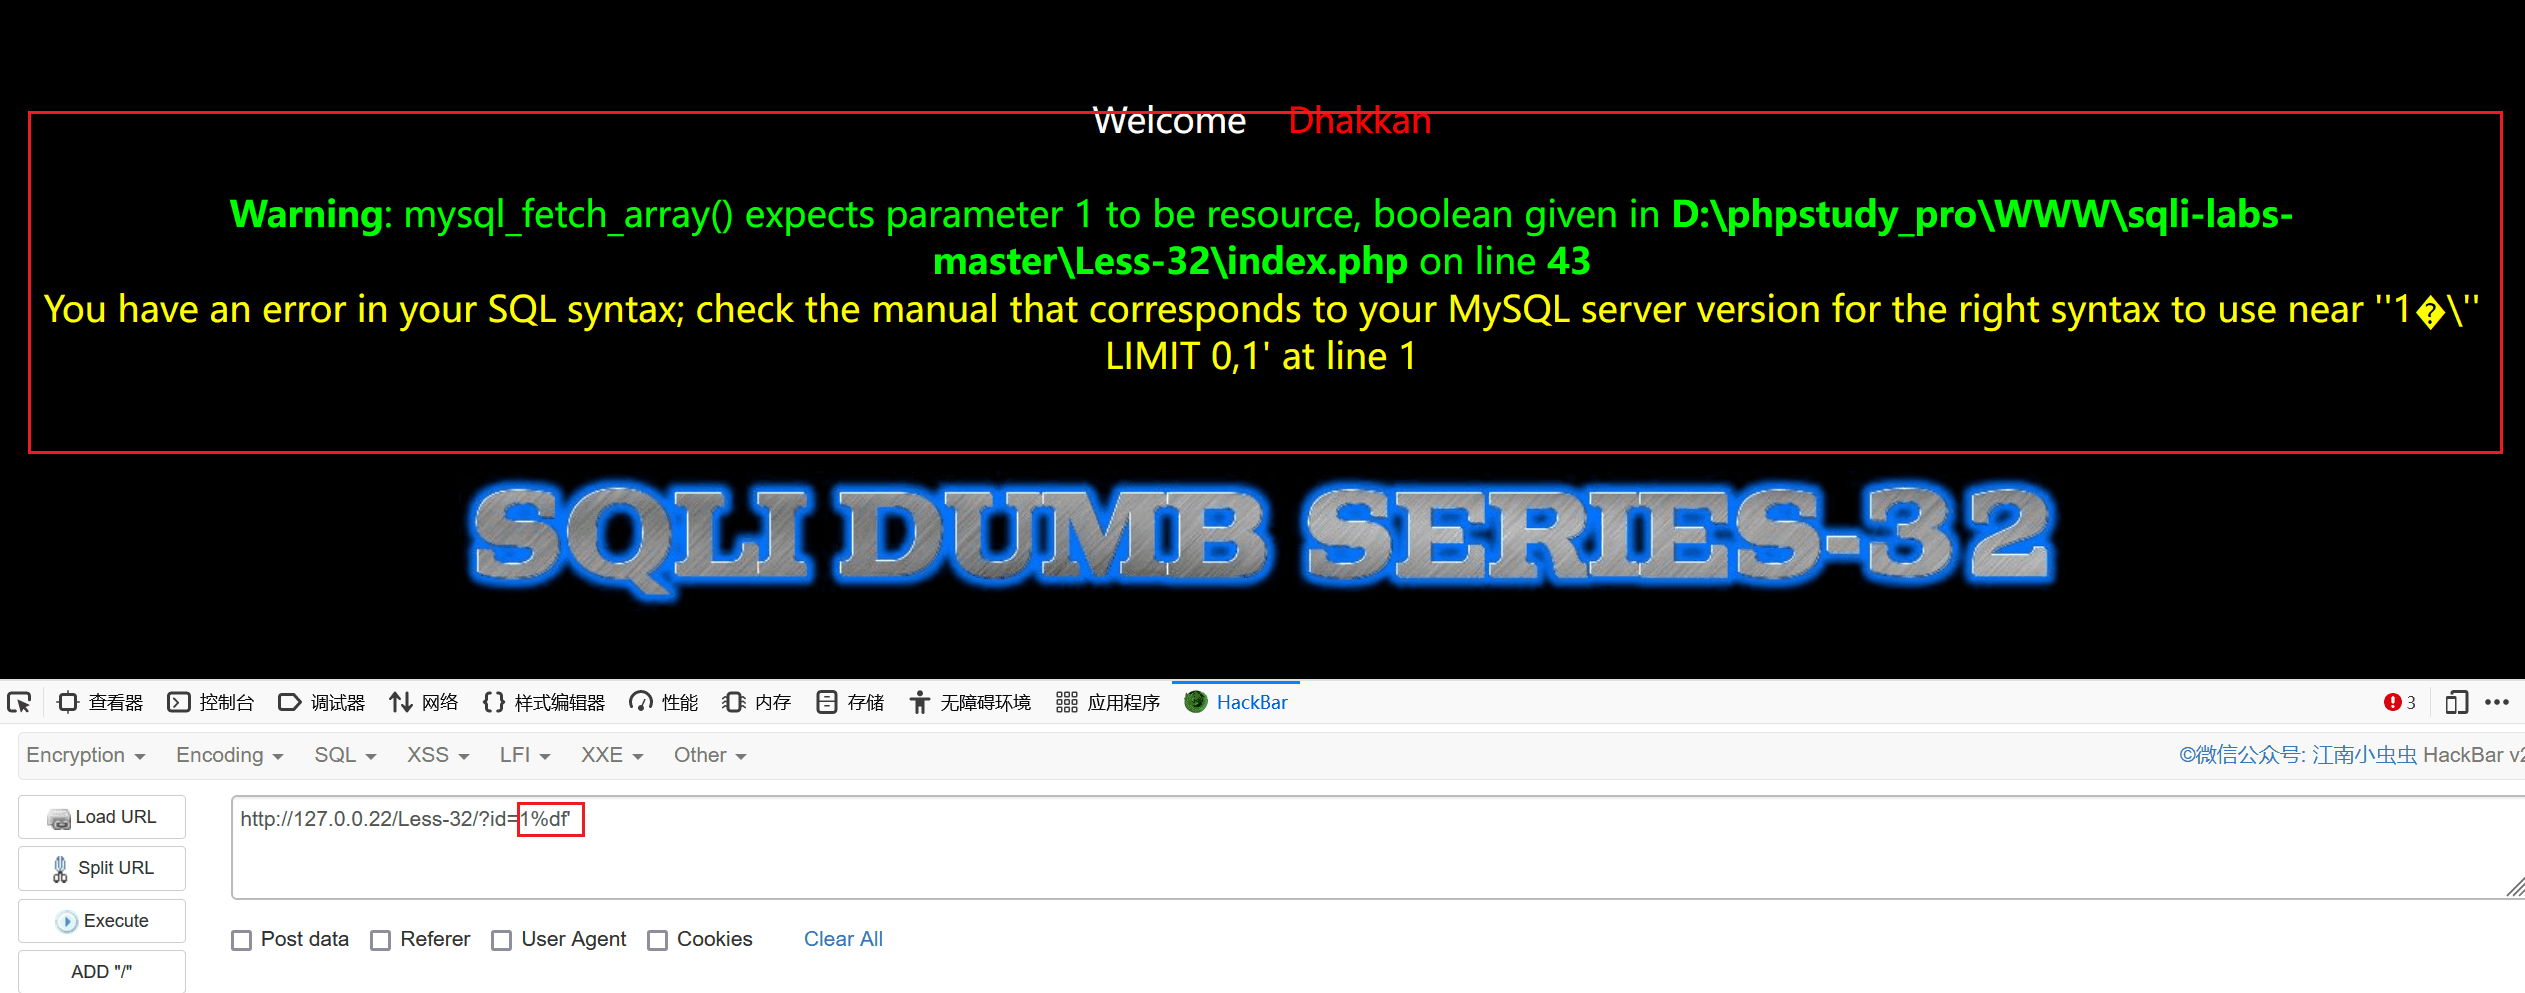 Welcome Dhakkan
Warning: mysql_fetch_array() expects parameter 1 to be resource, boolean given in D:\phpstudy_pro\WWW\sqli-labs-
master\Less-32\index.php on line 43
You have an error in your SQL syntax; check the manual that corresponds to your MySQL server version for the right syntax to use near ''1�\''
LIMIT 0,1' at line 1
SQLI DUMB SERIES-32
查看器 控制台 调试器 网络 样式编辑器 性能 内存 存储 无障碍环境 应用程序 HackBar 3
Encryption Encoding SQL XSS LFI XXE Other ©微信公众号: 江南小虫虫 HackBar v2
Load URL http://127.0.0.22/Less-32/?id=1%df'
Split URL
Execute
Post data Referer User Agent Cookies Clear All
ADD "/"